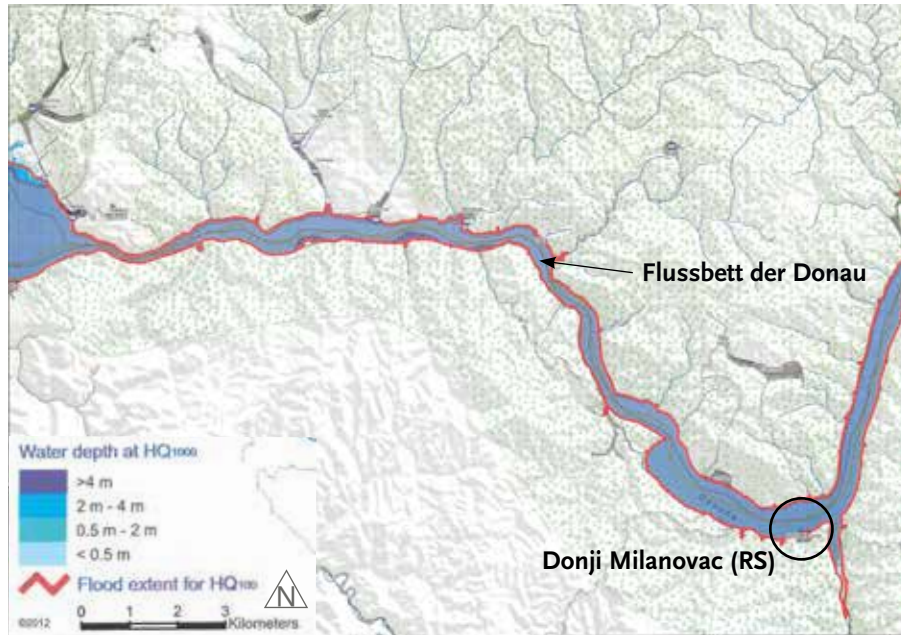 Flussbett der Donau
DANUBE
Donji Milanovac (RS)
Water depth at HQ1000
>4 m
2 m - 4 m
0.5 m - 2 m
< 0.5 m
Flood extent for HQ100
N
0 1 2 3
Kilometers
©2012